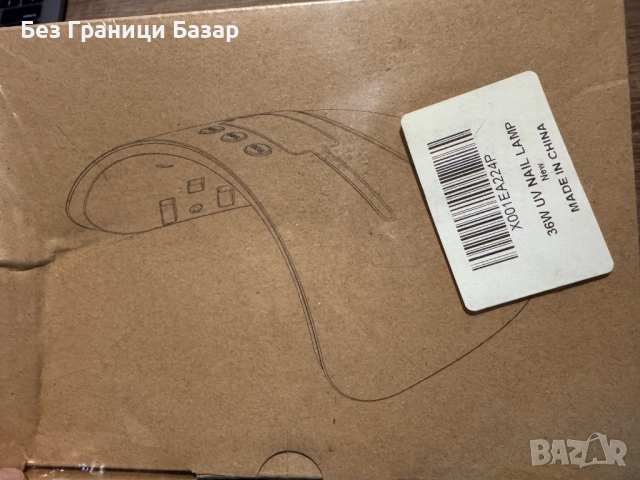 Без Граници Базар
X001EA224P
36W UV NAIL LAMP
New
MADE IN CHINA
BAZAR